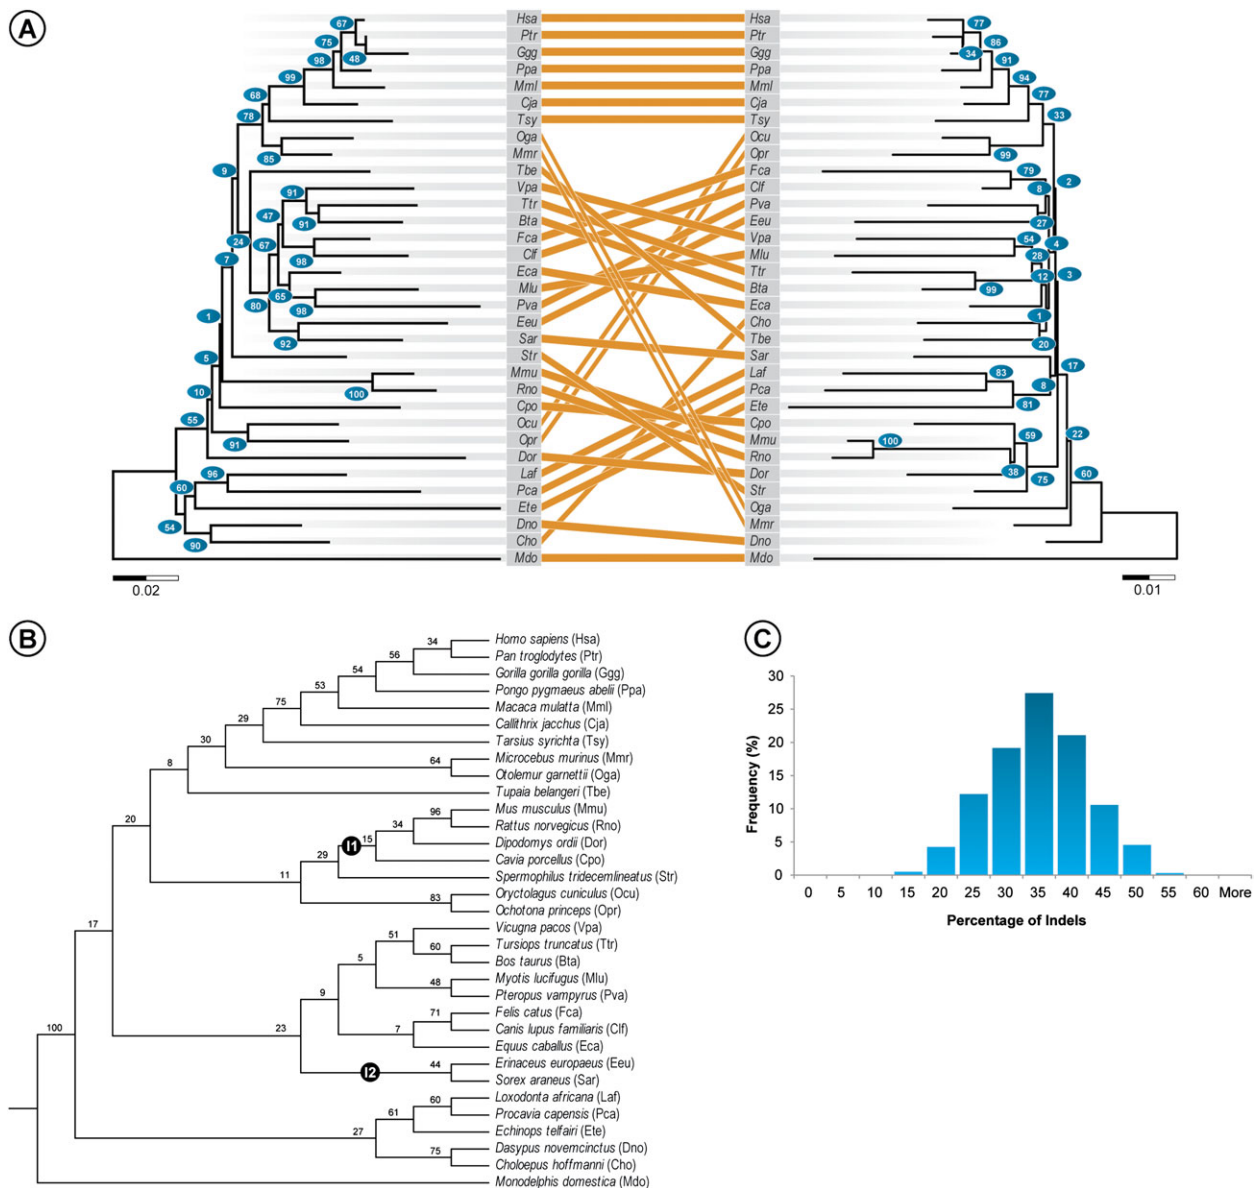 A
67
75
98
48
99
68
78
85
9
91
47
91
24
67
98
7
65
80
98
1
92
5
10
100
55
91
96
60
54
90
0.02
Hsa
Ptr
Ggg
Ppa
Mml
Cja
Tsy
Oga
Mmr
Tbe
Vpa
Ttr
Bta
Fca
Clf
Eca
Mlu
Pva
Eeu
Sar
Str
Mmu
Rno
Cpo
Ocu
Opr
Dor
Laf
Pca
Ete
Dno
Cho
Mdo
Hsa
Ptr
Ggg
Ppa
Mml
Cja
Tsy
Ocu
Opr
Fca
Clf
Pva
Eeu
Vpa
Mlu
Ttr
Bta
Eca
Cho
Tbe
Sar
Laf
Pca
Ete
Cpo
Mmu
Rno
Dor
Str
Oga
Mmr
Dno
Mdo
77
86
34
91
94
77
33
99
79
2
8
27
54
4
28
12
3
99
1
20
17
83
8
81
22
59
100
38
75
60
0.01
B
34
Homo sapiens (Hsa)
56
Pan troglodytes (Ptr)
54
Gorilla gorilla gorilla (Ggg)
53
Pongo pygmaeus abelii (Ppa)
75
Macaca mulatta (Mml)
29
Callithrix jacchus (Cja)
30
Tarsius syrichta (Tsy)
64
Microcebus murinus (Mmr)
8
Otolemur garnettii (Oga)
Tupaia belangeri (Tbe)
96
Mus musculus (Mmu)
20
34
Rattus norvegicus (Rno)
I1
15
Dipodomys ordii (Dor)
29
Cavia porcellus (Cpo)
11
Spermophilus tridecemlineatus (Str)
83
Oryctolagus cuniculus (Ocu)
Ochotona princeps (Opr)
17
51
Vicugna pacos (Vpa)
60
Tursiops truncatus (Ttr)
5
Bos taurus (Bta)
48
Myotis lucifugus (Mlu)
9
Pteropus vampyrus (Pva)
71
Felis catus (Fca)
100
23
7
Canis lupus familiaris (Clf)
Equus caballus (Eca)
I2
44
Erinaceus europaeus (Eeu)
Sorex araneus (Sar)
60
Loxodonta africana (Laf)
61
Procavia capensis (Pca)
27
Echinops telfairi (Ete)
75
Dasypus novemcinctus (Dno)
Choloepus hoffmanni (Cho)
Monodelphis domestica (Mdo)
C
30
25
20
15
10
5
0
Frequency (%)
0 5 10 15 20 25 30 35 40 45 50 55 60 More
Percentage of Indels